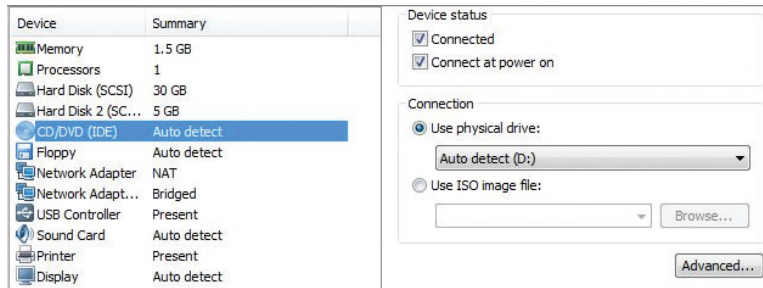 Device Summary
Memory 1.5 GB
Processors 1
Hard Disk (SCSI) 30 GB
Hard Disk 2 (SC... 5 GB
CD/DVD (IDE) Auto detect
Floppy Auto detect
Network Adapter NAT
Network Adapt... Bridged
USB Controller Present
Sound Card Auto detect
Printer Present
Display Auto detect
Device status
Connected
Connect at power on
Connection
Use physical drive:
Auto detect (D:)
Use ISO image file:
Browse...
Advanced...